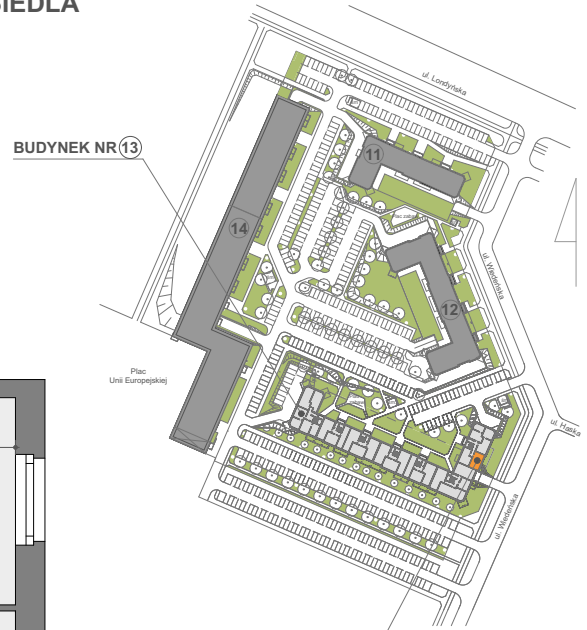 SIEDLA
ul. Londyńska
BUDYNEK NR 13
11
Plac zabaw
14
ul. Wiedeńska
12
Plac
Unii Europejskiej
ul. Haska
ul. Wiedeńska